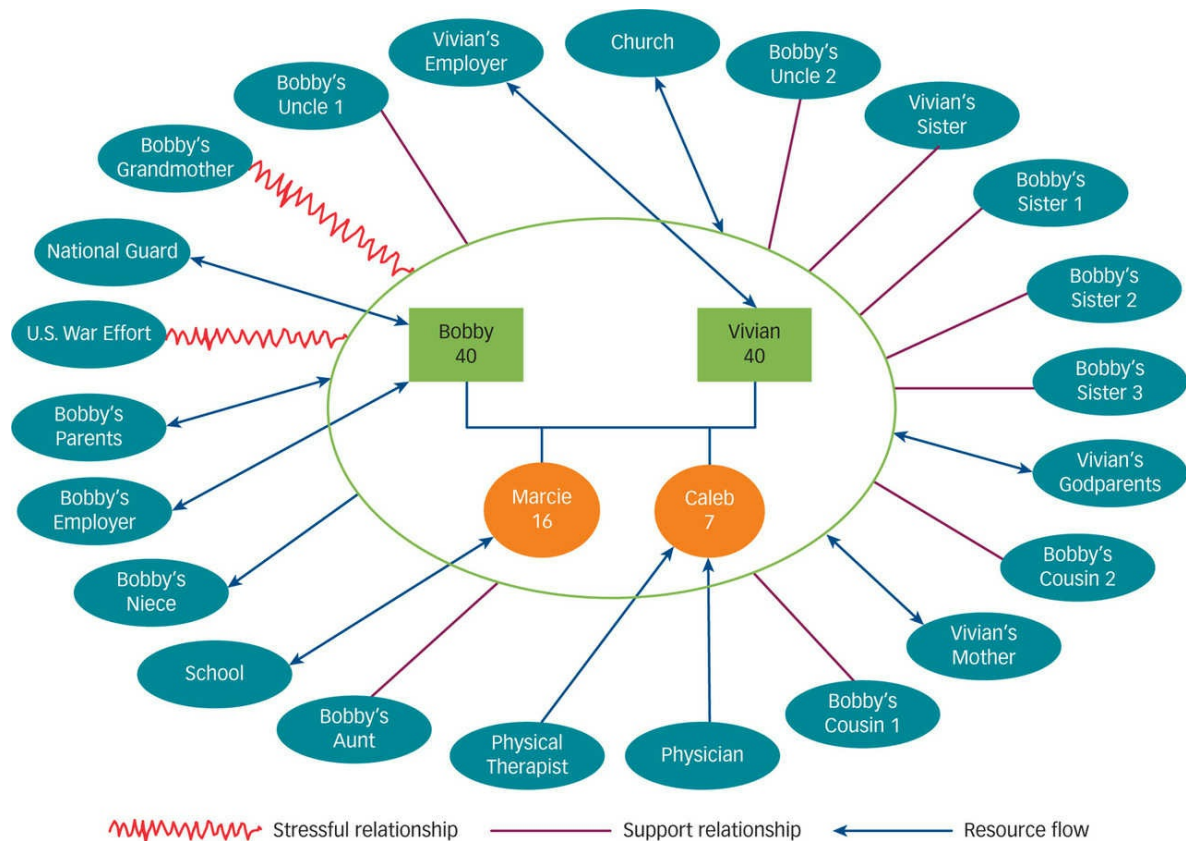 Vivian's
Employer
Church
Bobby's
Uncle 2
Bobby's
Uncle 1
Vivian's
Sister
Bobby's
Grandmother
Bobby's
Sister 1
National Guard
Bobby's
Sister 2
U.S. War Effort
Bobby
40
Vivian
40
Bobby's
Sister 3
Bobby's
Parents
Vivian's
Godparents
Bobby's
Employer
Marcie
16
Caleb
7
Bobby's
Cousin 2
Bobby's
Niece
Vivian's
Mother
School
Bobby's
Aunt
Physical
Therapist
Physician
Bobby's
Cousin 1
Stressful relationship
Support relationship
Resource flow